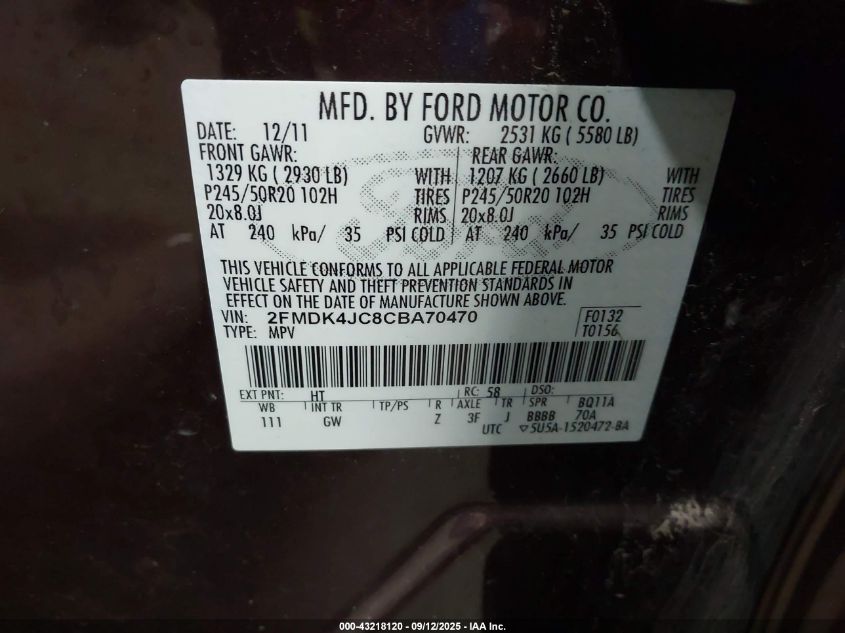 MFD. BY FORD MOTOR CO.
DATE: 12/11 GVWR: 2531 KG ( 5580 LB)
FRONT GAWR: REAR GAWR:
1329 KG ( 2930 LB) WITH 1207 KG ( 2660 LB) WITH
P245/50R20 102H TIRES P245/50R20 102H TIRES
20x8.0J RIMS 20x8.0J RIMS
AT 240 kPa/ 35 PSI COLD AT 240 kPa/ 35 PSI COLD
THIS VEHICLE CONFORMS TO ALL APPLICABLE FEDERAL MOTOR
VEHICLE SAFETY AND THEFT PREVENTION STANDARDS IN
EFFECT ON THE DATE OF MANUFACTURE SHOWN ABOVE.
VIN: 2FMDK4JC8CBA70470 F0132
TYPE: MPV T0156
EXT PNT: HT RC: 58 DSO:
WB INT TR TP/PS R AXLE TR SPR BQ11A
111 GW Z 3F J BBBB 70A
UTC ▽5U5A-1520472-BA
000-43218120 - 09/12/2025 - © 2025 IAA Inc.